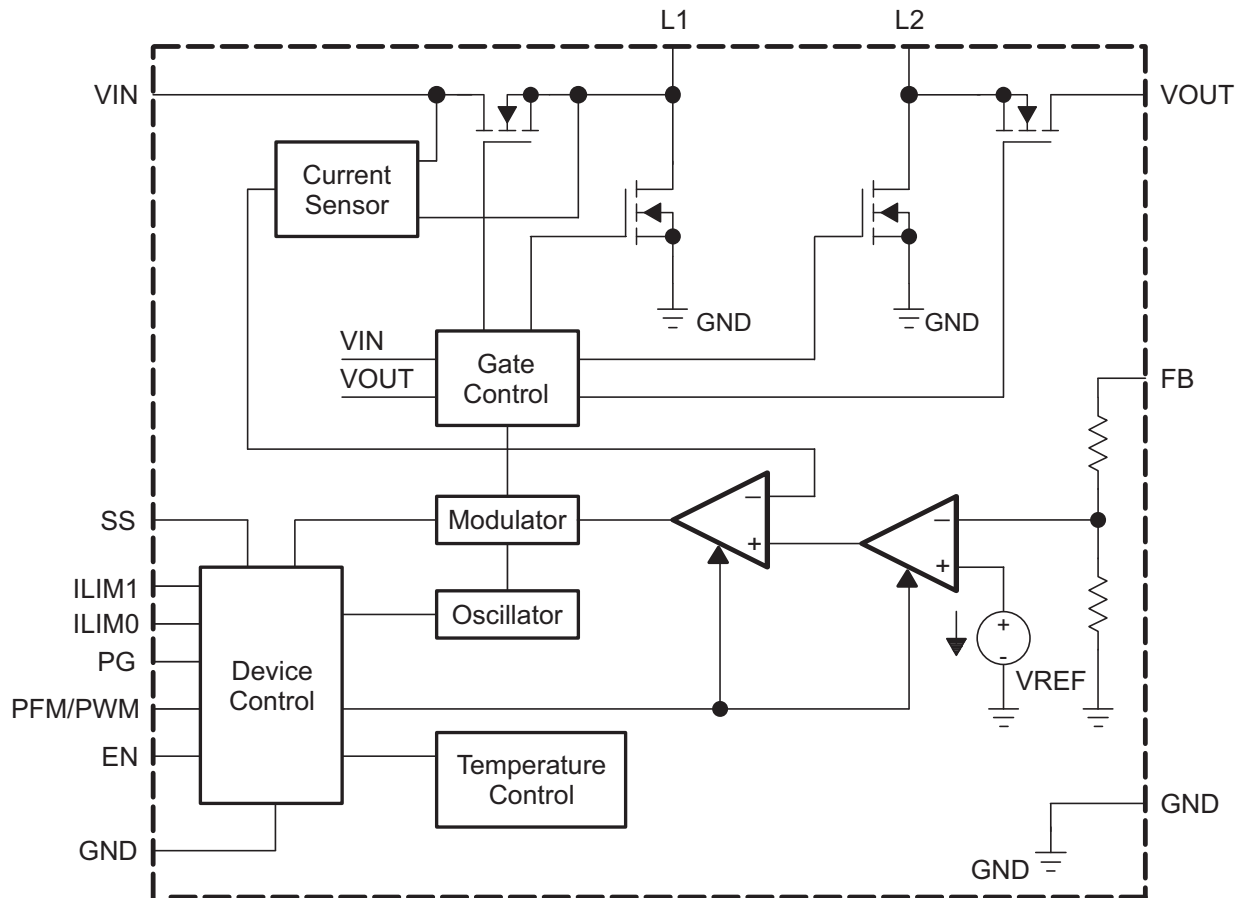 L1
L2
VIN
VOUT
Current
Sensor
GND
GND
VIN
VOUT
Gate
Control
FB
SS
Modulator
–
+
–
+
ILIM1
ILIM0
PG
PFM/PWM
EN
Oscillator
Device
Control
+
-
VREF
Temperature
Control
GND
GND
GND